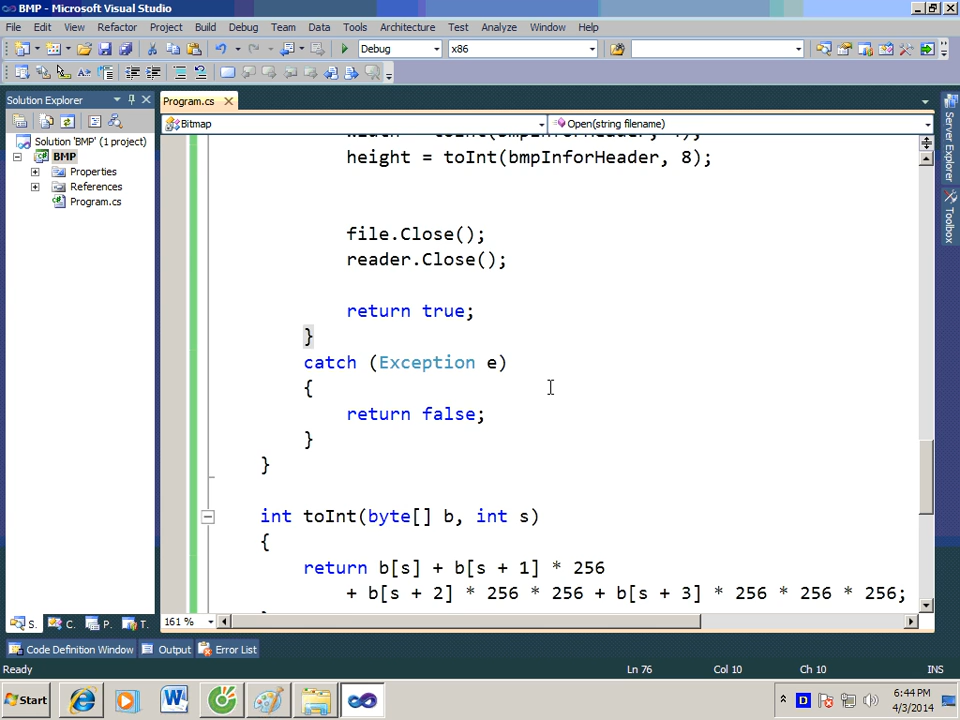 BMP - Microsoft Visual Studio
File Edit View Refactor Project Build Debug Team Data Tools Architecture Test Analyze Window Help
Debug x86
Solution Explorer
Program.cs
Bitmap Open(string filename)
Solution 'BMP' (1 project)
BMP
Properties
References
Program.cs
height = toInt(bmpInforHeader, 8);
file.Close();
reader.Close();
return true;
}
catch (Exception e)
{
return false;
}
}
int toInt(byte[] b, int s)
{
return b[s] + b[s + 1] * 256
+ b[s + 2] * 256 * 256 + b[s + 3] * 256 * 256 * 256;
Server Explorer
Toolbox
S. C. P. T.
161 %
Code Definition Window Output Error List
Ready Ln 76 Col 10 Ch 10 INS
Start
D
6:44 PM
4/3/2014